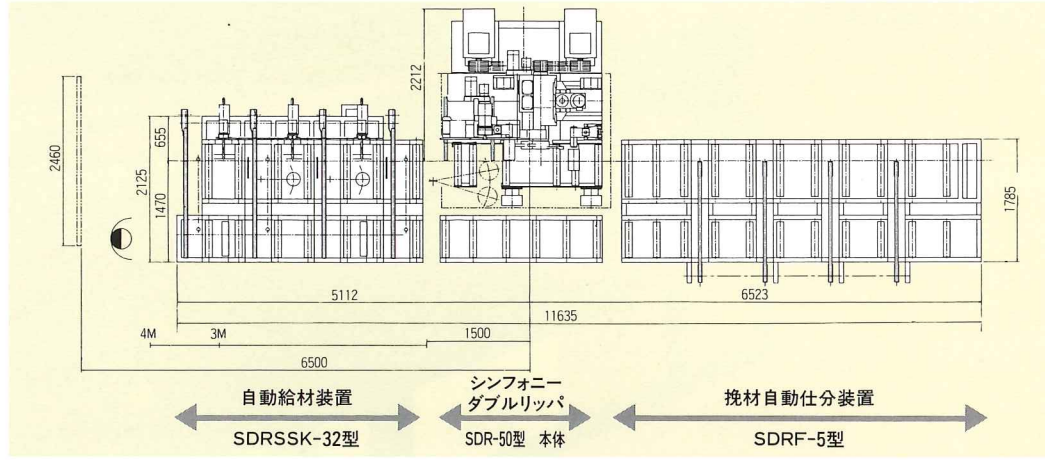 2212
2460
655
2125
1470
1785
5112
6523
11635
4M
3M
1500
6500
自動給材装置
SDRSSK-32型
シンフォニー
ダブルリッパ
SDR-50型 本体
挽材自動仕分装置
SDRF-5型